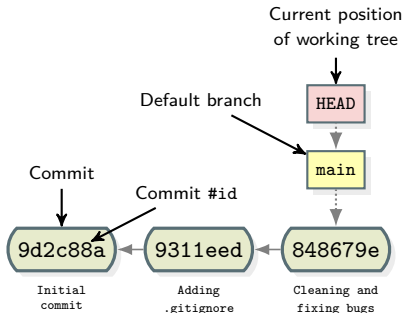 Current position
of working tree
HEAD
Default branch
main
Commit
Commit #id
9d2c88a
9311eed
848679e
Initial
commit
Adding
.gitignore
Cleaning and
fixing bugs